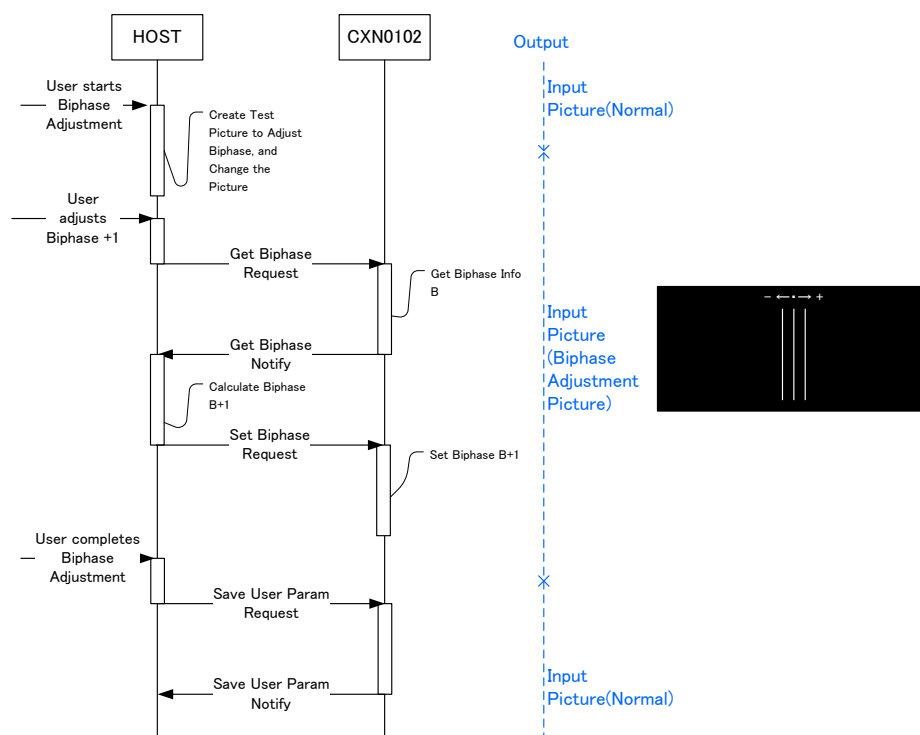 HOST
CXN0102
Output
User starts
Biphase
Adjustment
Create Test
Picture to Adjust
Biphase, and
Change the
Picture
Input
Picture(Normal)
User
adjusts
Biphase +1
Get Biphase
Request
Get Biphase Info
B
Get Biphase
Notify
Calculate Biphase
B+1
Set Biphase
Request
Set Biphase B+1
Input
Picture
(Biphase
Adjustment
Picture)
− ←▪→ +
User completes
Biphase
Adjustment
Save User Param
Request
Save User Param
Notify
Input
Picture(Normal)